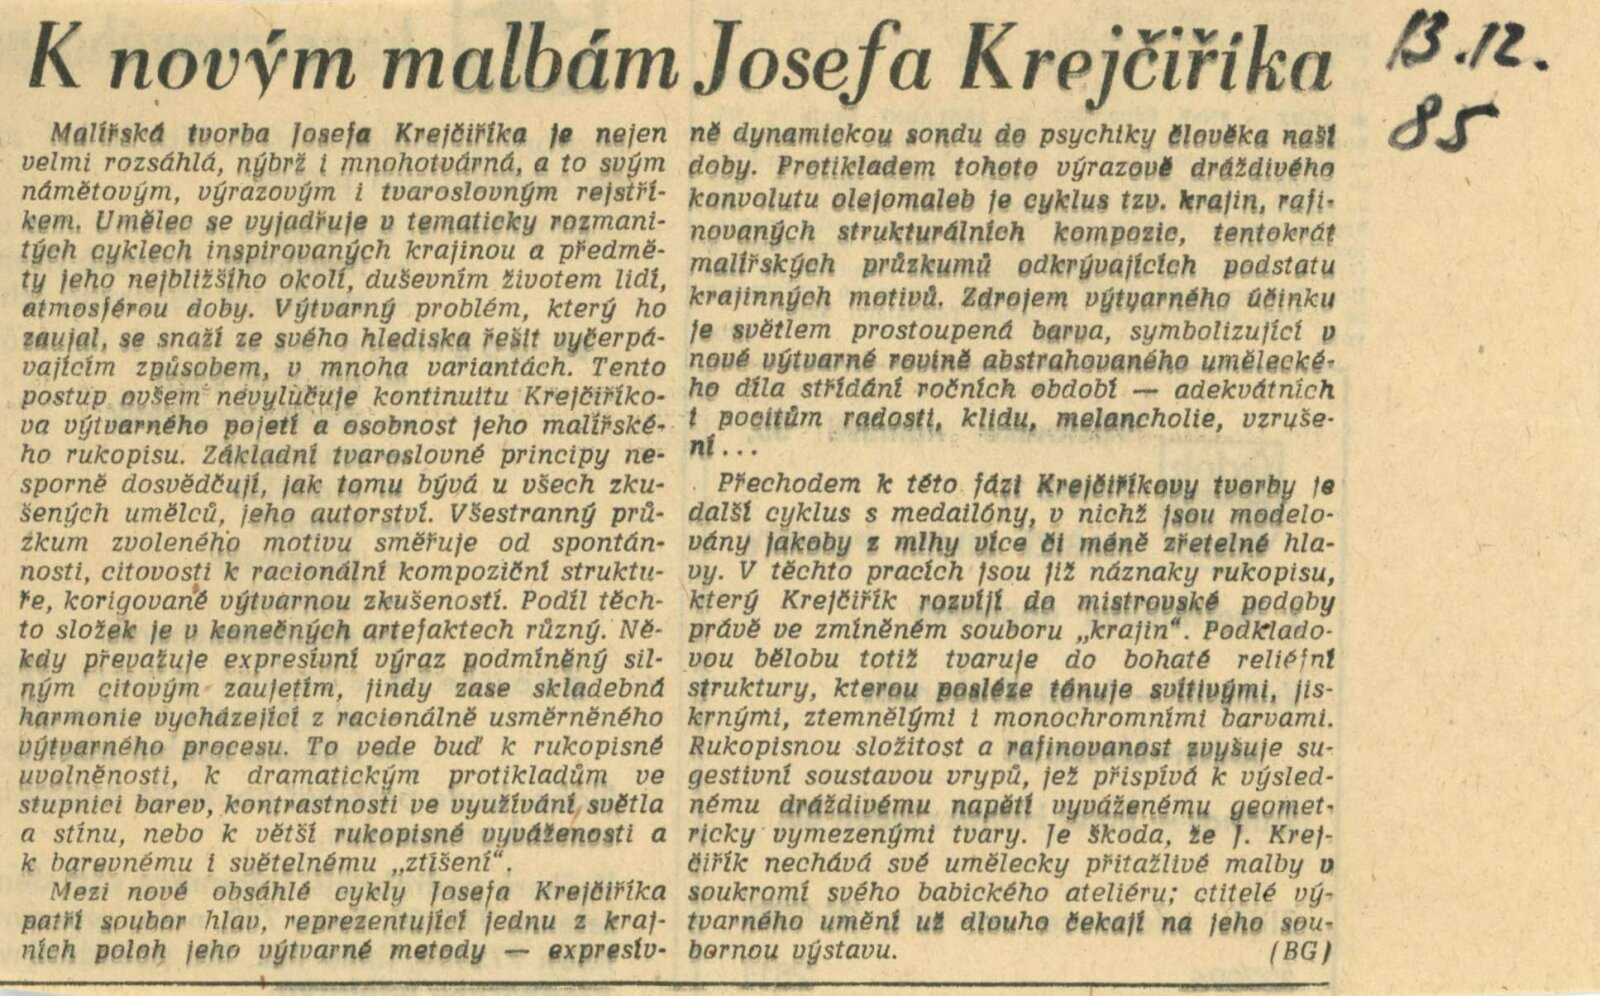 K novým malbám Josefa Krejčiříka
13.12.
85
Malířská tvorba Josefa Krejčiříka je nejen
velmi rozsáhlá, nýbrž i mnohotvárná, a to svým
námětovým, výrazovým i tvaroslovným rejstří-
kem. Umělec se vyjadřuje v tematicky rozmani-
tých cyklech inspirovaných krajinou a předmě-
ty jeho nejbližšího okolí, duševním životem lidí,
atmosférou doby. Výtvarný problém, který ho
zaujal, se snaží ze svého hlediska řešit vyčerpá-
vajícím způsobem, v mnoha variantách. Tento
postup ovšem nevylučuje kontinuitu Krejčiříko-
va výtvarného pojetí a osobnost jeho malířské-
ho rukopisu. Základní tvaroslovné principy ne-
sporně dosvědčují, jak tomu bývá u všech zku-
šených umělců, jeho autorství. Všestranný prů-
zkum zvoleného motivu směřuje od spontán-
nosti, citovosti k racionální kompoziční struktu-
ře, korigované výtvarnou zkušeností. Podíl těch-
to složek je v konečných artefaktech různý. Ně-
kdy převažuje expresívní výraz podmíněný sil-
ným citovým zaujetím, jindy zase skladebná
harmonie vycházející z racionálně usměrněného
výtvarného procesu. To vede buď k rukopisné
uvolněnosti, k dramatickým protikladům ve
stupnici barev, kontrastnosti ve využívání světla
a stínu, nebo k větší rukopisné vyváženosti a
k barevnému i světelnému „ztišení“.
Mezi nové obsáhlé cykly Josefa Krejčiříka
patří soubor hlav, reprezentující jednu z kraj-
ních poloh jeho výtvarné metody — expresív-
ně dynamickou sondu do psychiky člověka naší
doby. Protikladem tohoto výrazově dráždivého
konvolutu olejomaleb je cyklus tzv. krajin, rafi-
novaných strukturálních kompozic, tentokrát
malířských průzkumů odkrývajících podstatu
krajinných motivů. Zdrojem výtvarného účinku
je světlem prostoupená barva, symbolizující v
nové výtvarné rovině abstrahovaného umělecké-
ho díla střídání ročních období — adekvátních
i pocitům radosti, klidu, melancholie, vzruše-
ní...
Přechodem k této fázi Krejčiříkovy tvorby je
další cyklus s medailóny, v nichž jsou modelo-
vány jakoby z mlhy více či méně zřetelné hla-
vy. V těchto pracích jsou již náznaky rukopisu,
který Krejčiřík rozvíjí do mistrovské podoby
právě ve zmíněném souboru „krajin“. Podklado-
vou bělobu totiž tvaruje do bohaté reliéfní
struktury, kterou posléze tónuje svítivými, jis-
krnými, ztemnělými i monochromními barvami.
Rukopisnou složitost a rafinovanost zvyšuje su-
gestivní soustavou vrypů, jež přispívá k výsled-
nému dráždivému napětí vyváženému geomet-
ricky vymezenými tvary. Je škoda, že J. Krej-
čiřík nechává své umělecky přitažlivé malby v
soukromí svého babického ateliéru; ctitelé vý-
tvarného umění už dlouho čekají na jeho sou-
bornou výstavu. (BG)